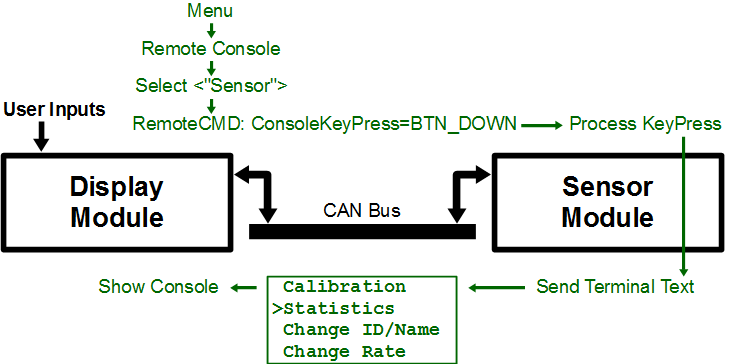 Menu
Remote Console
Select <"Sensor">
User Inputs
RemoteCMD: ConsoleKeyPress=BTN_DOWN
Process KeyPress
Display
Module
CAN Bus
Sensor
Module
Show Console
Calibration
>Statistics
Change ID/Name
Change Rate
Send Terminal Text